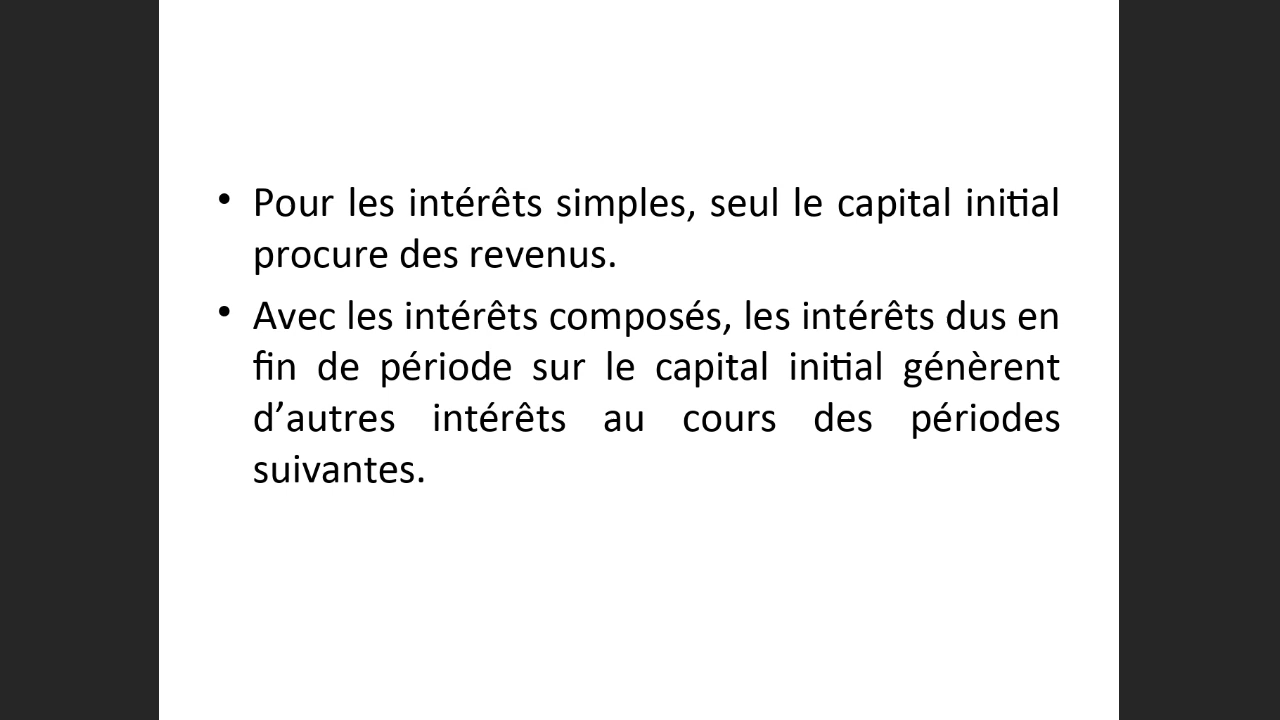 • Pour les intérêts simples, seul le capital initial
procure des revenus.
• Avec les intérêts composés, les intérêts dus en
fin de période sur le capital initial génèrent
d’autres intérêts au cours des périodes
suivantes.